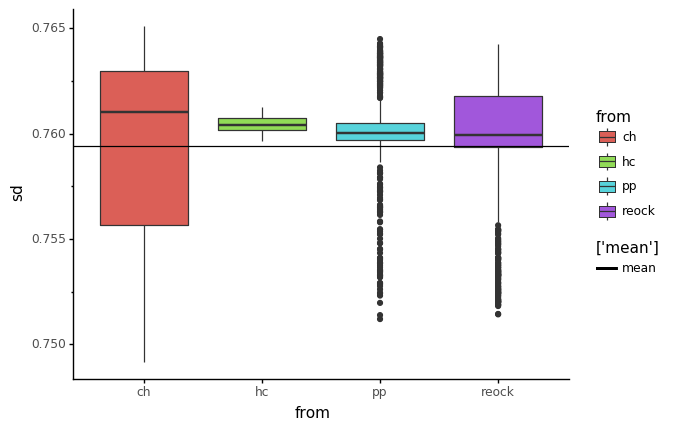 0.765
0.760
0.755
0.750
sd
ch
hc
pp
reock
from
from
ch
hc
pp
reock
['mean']
mean